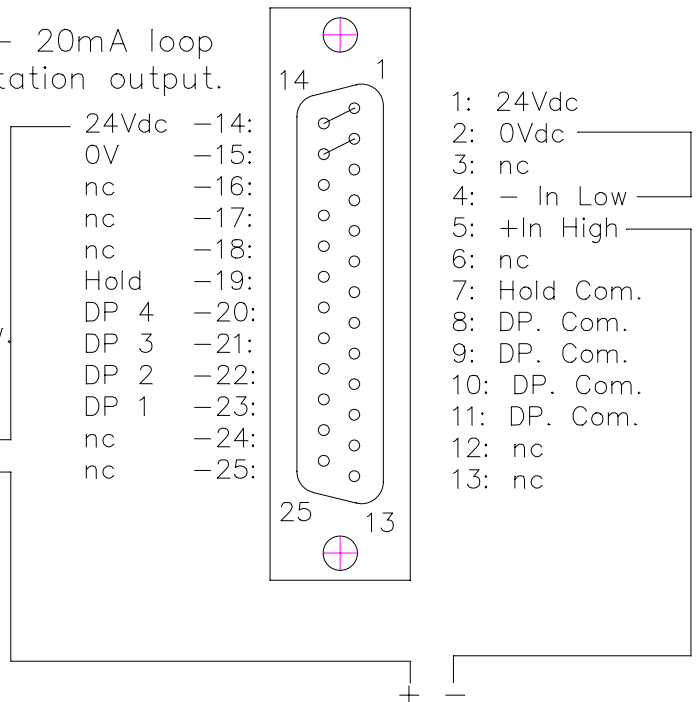 – 20mA loop
tation output.
14
1
24Vdc –14:
0V –15:
nc –16:
nc –17:
nc –18:
Hold –19:
DP 4 –20:
DP 3 –21:
DP 2 –22:
DP 1 –23:
nc –24:
nc –25:
25
13
1: 24Vdc
2: 0Vdc
3: nc
4: – In Low
5: +In High
6: nc
7: Hold Com.
8: DP. Com.
9: DP. Com.
10: DP. Com.
11: DP. Com.
12: nc
13: nc
+ –